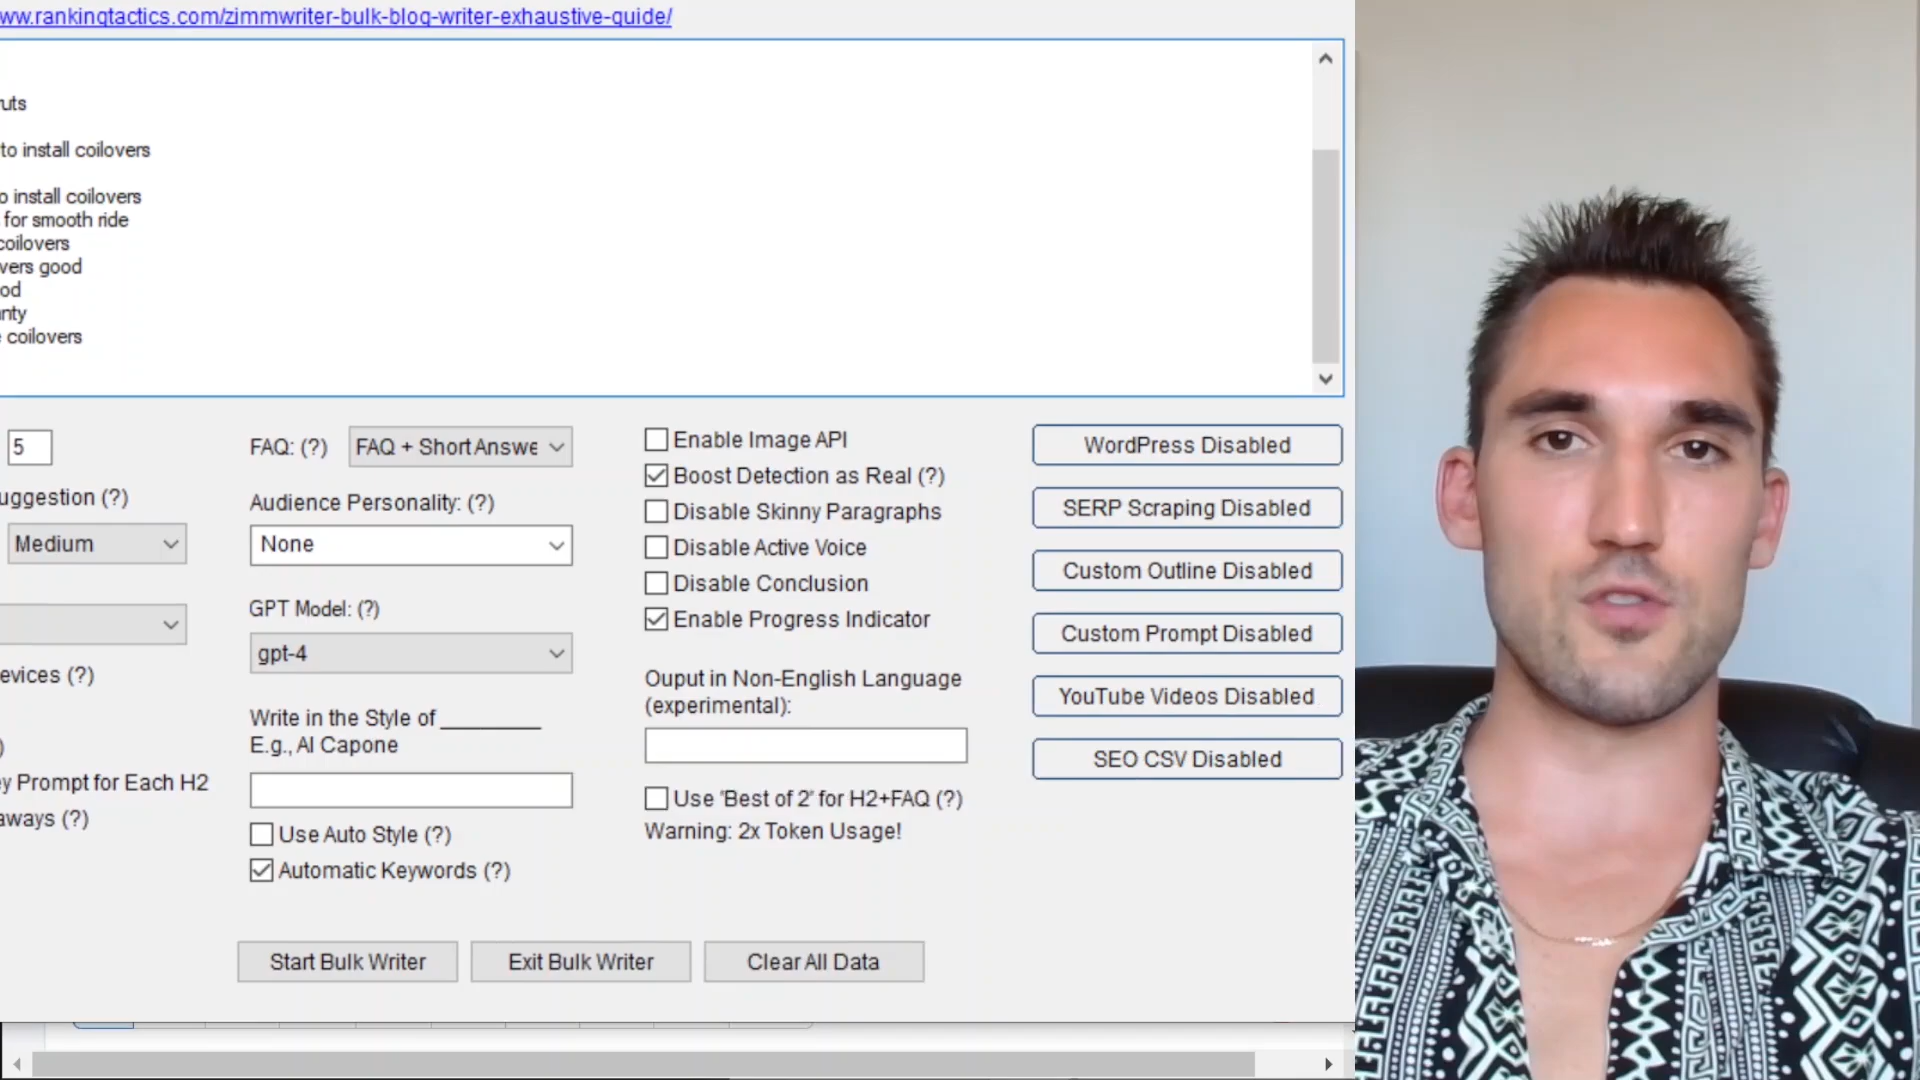 ww.rankingtactics.com/zimmwriter-bulk-blog-writer-exhaustive-guide/
uts
to install coilovers
o install coilovers
for smooth ride
coilovers
vers good
od
nty
coilovers
5
FAQ: (?)
FAQ + Short Answe
uggestion (?)
Medium
Audience Personality: (?)
None
GPT Model: (?)
gpt-4
evices (?)
Write in the Style of ________
E.g., Al Capone
)
ey Prompt for Each H2
aways (?)
Use Auto Style (?)
Automatic Keywords (?)
Enable Image API
Boost Detection as Real (?)
Disable Skinny Paragraphs
Disable Active Voice
Disable Conclusion
Enable Progress Indicator
Ouput in Non-English Language
(experimental):
Use 'Best of 2' for H2+FAQ (?)
Warning: 2x Token Usage!
WordPress Disabled
SERP Scraping Disabled
Custom Outline Disabled
Custom Prompt Disabled
YouTube Videos Disabled
SEO CSV Disabled
Start Bulk Writer
Exit Bulk Writer
Clear All Data